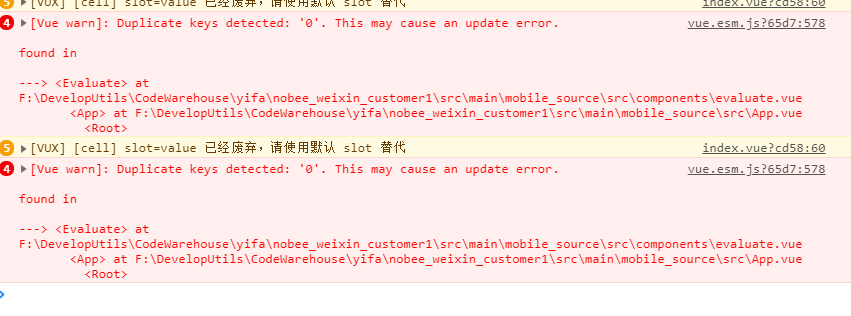 5 ▶[VUX] [cell] slot=value 已经废弃，请使用默认 slot 替代 index.vue?cd58:60
4 ▶[Vue warn]: Duplicate keys detected: '0'. This may cause an update error. vue.esm.js?65d7:578
found in
---> <Evaluate> at
F:\DevelopUtils\CodeWarehouse\yifa\nobee_weixin_customer1\src\main\mobile_source\src\components\evaluate.vue
<App> at F:\DevelopUtils\CodeWarehouse\yifa\nobee_weixin_customer1\src\main\mobile_source\src\App.vue
<Root>
5 ▶[VUX] [cell] slot=value 已经废弃，请使用默认 slot 替代 index.vue?cd58:60
4 ▶[Vue warn]: Duplicate keys detected: '0'. This may cause an update error. vue.esm.js?65d7:578
found in
---> <Evaluate> at
F:\DevelopUtils\CodeWarehouse\yifa\nobee_weixin_customer1\src\main\mobile_source\src\components\evaluate.vue
<App> at F:\DevelopUtils\CodeWarehouse\yifa\nobee_weixin_customer1\src\main\mobile_source\src\App.vue
<Root>